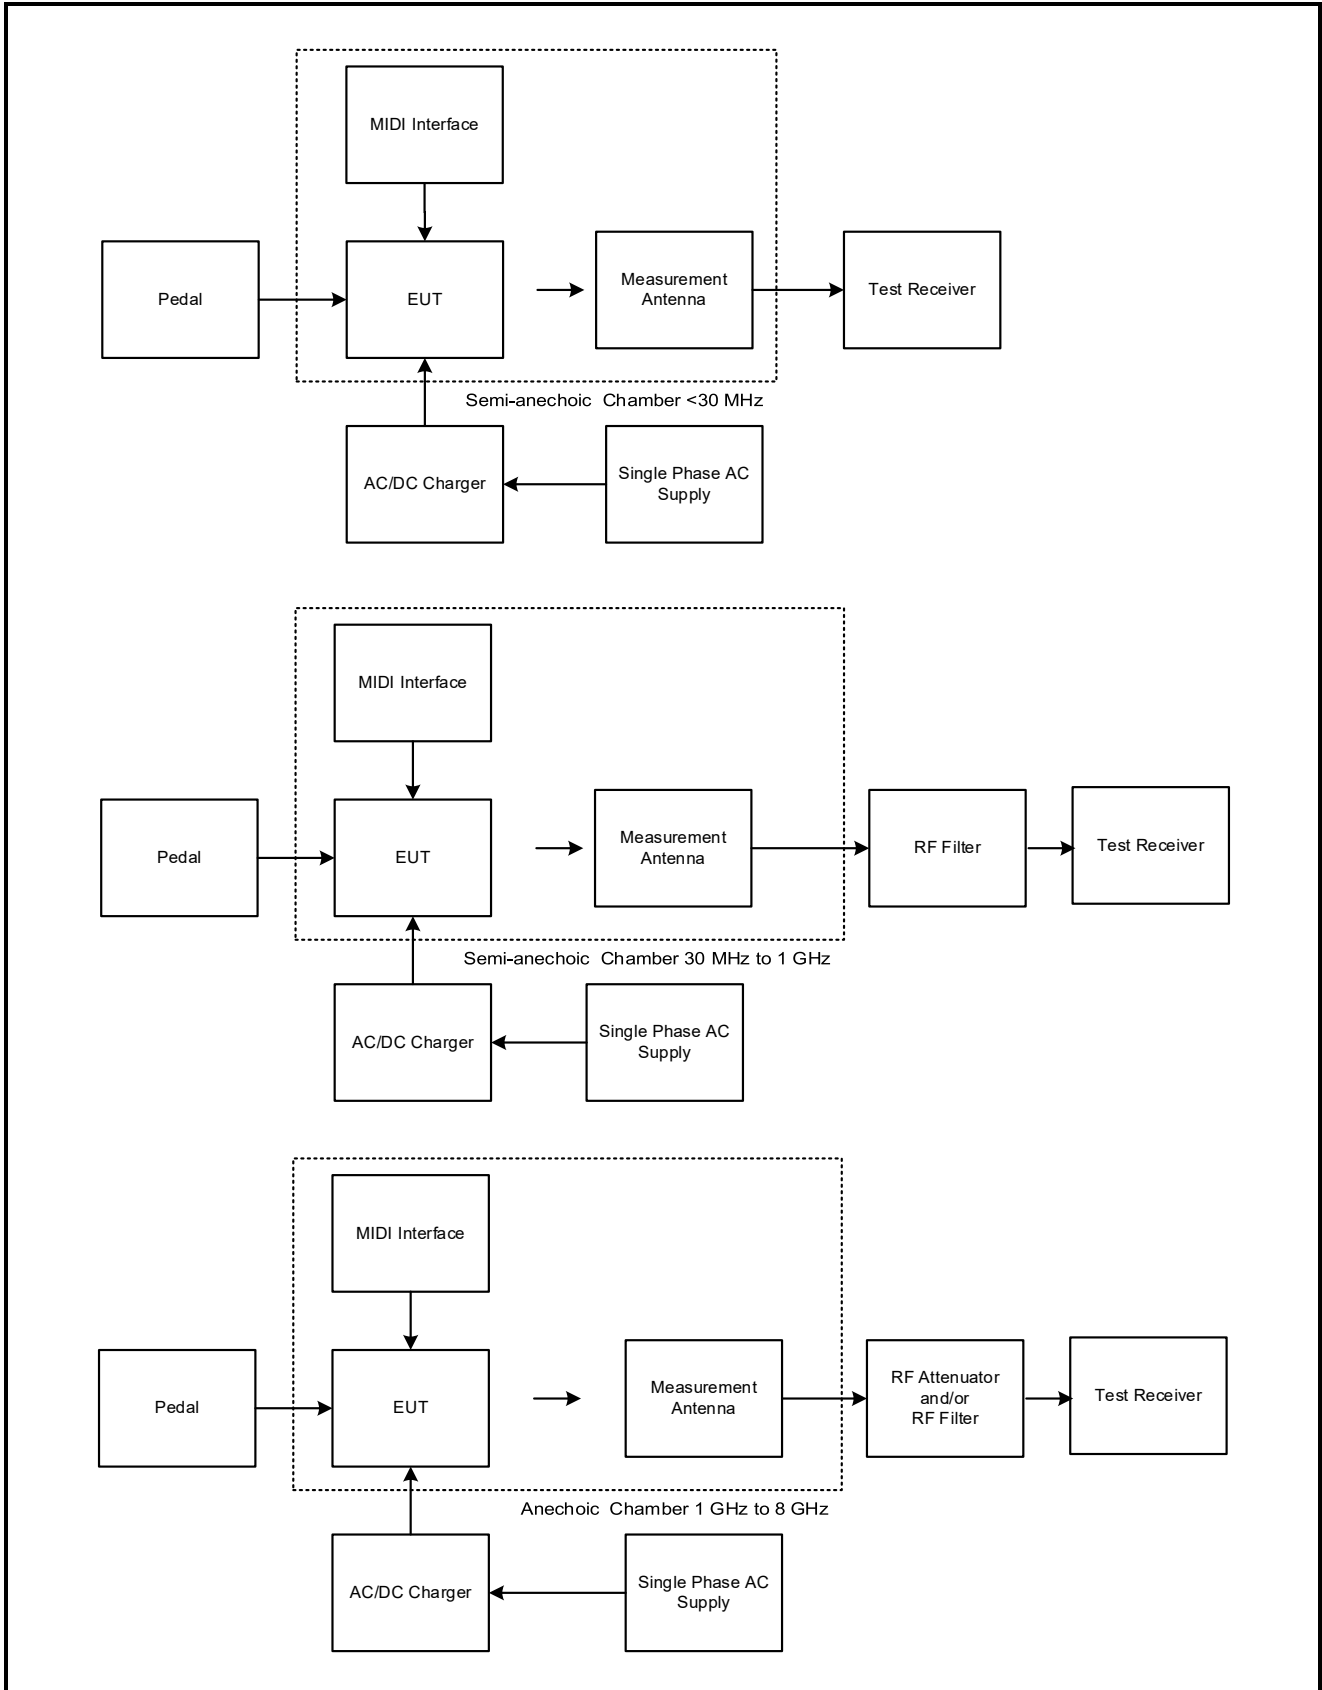 MIDI Interface
Pedal
EUT
Measurement
Antenna
Test Receiver
Semi-anechoic Chamber <30 MHz
AC/DC Charger
Single Phase AC
Supply
MIDI Interface
Pedal
EUT
Measurement
Antenna
RF Filter
Test Receiver
Semi-anechoic Chamber 30 MHz to 1 GHz
AC/DC Charger
Single Phase AC
Supply
MIDI Interface
Pedal
EUT
Measurement
Antenna
RF Attenuator
and/or
RF Filter
Test Receiver
Anechoic Chamber 1 GHz to 8 GHz
AC/DC Charger
Single Phase AC
Supply